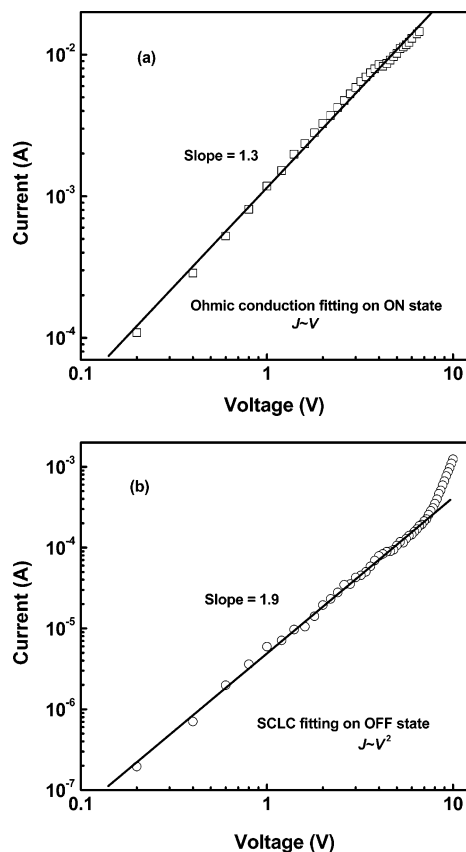 (a)
Current (A)
10⁻²
10⁻³
10⁻⁴
Slope = 1.3
Ohmic conduction fitting on ON state
J~V
0.1 1 10
Voltage (V)
(b)
Current (A)
10⁻³
10⁻⁴
10⁻⁵
10⁻⁶
10⁻⁷
Slope = 1.9
SCLC fitting on OFF state
J~V²
0.1 1 10
Voltage (V)